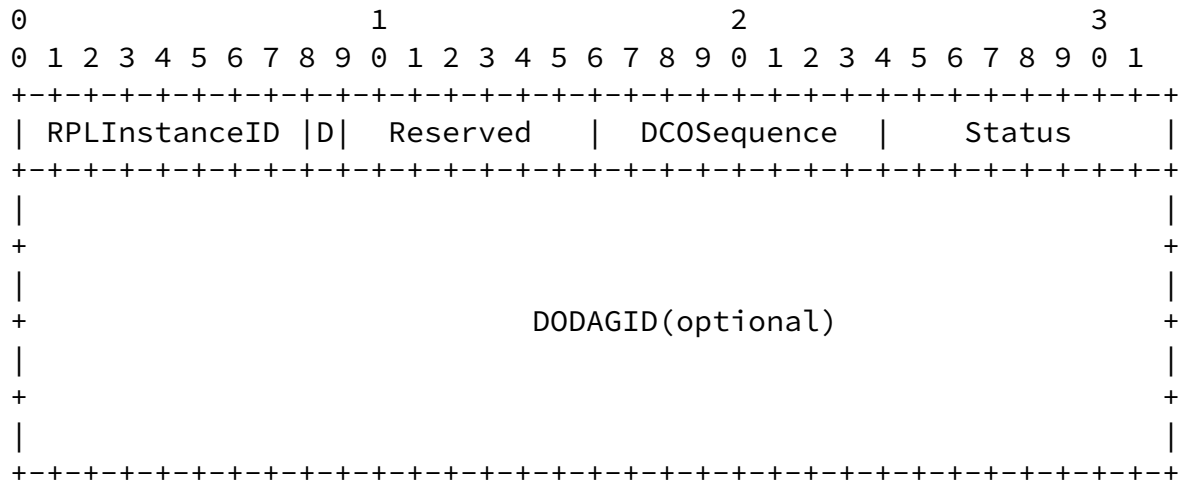 0                   1                   2                   3
0 1 2 3 4 5 6 7 8 9 0 1 2 3 4 5 6 7 8 9 0 1 2 3 4 5 6 7 8 9 0 1
+-+-+-+-+-+-+-+-+-+-+-+-+-+-+-+-+-+-+-+-+-+-+-+-+-+-+-+-+-+-+-+-+
| RPLInstanceID |D|  Reserved   |  DCOSequence  |    Status     |
+-+-+-+-+-+-+-+-+-+-+-+-+-+-+-+-+-+-+-+-+-+-+-+-+-+-+-+-+-+-+-+-+
|                                                               |
+                                                               +
|                                                               |
+                            DODAGID(optional)                  +
|                                                               |
+                                                               +
|                                                               |
+-+-+-+-+-+-+-+-+-+-+-+-+-+-+-+-+-+-+-+-+-+-+-+-+-+-+-+-+-+-+-+-+